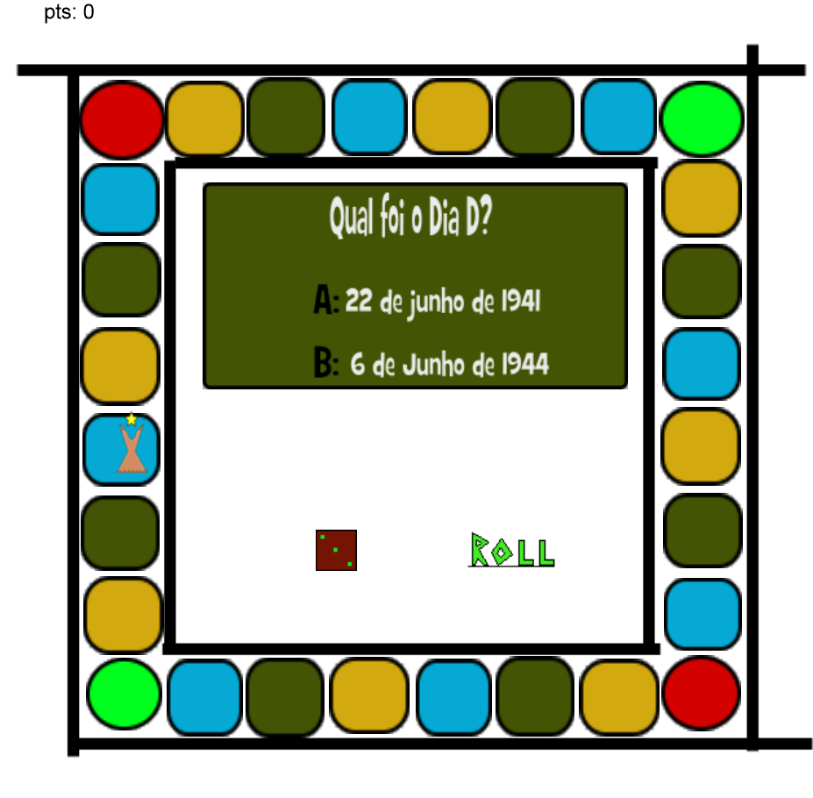 pts: 0
Qual foi o Dia D?
A: 22 de junho de 1941
B: 6 de Junho de 1944
ROLL